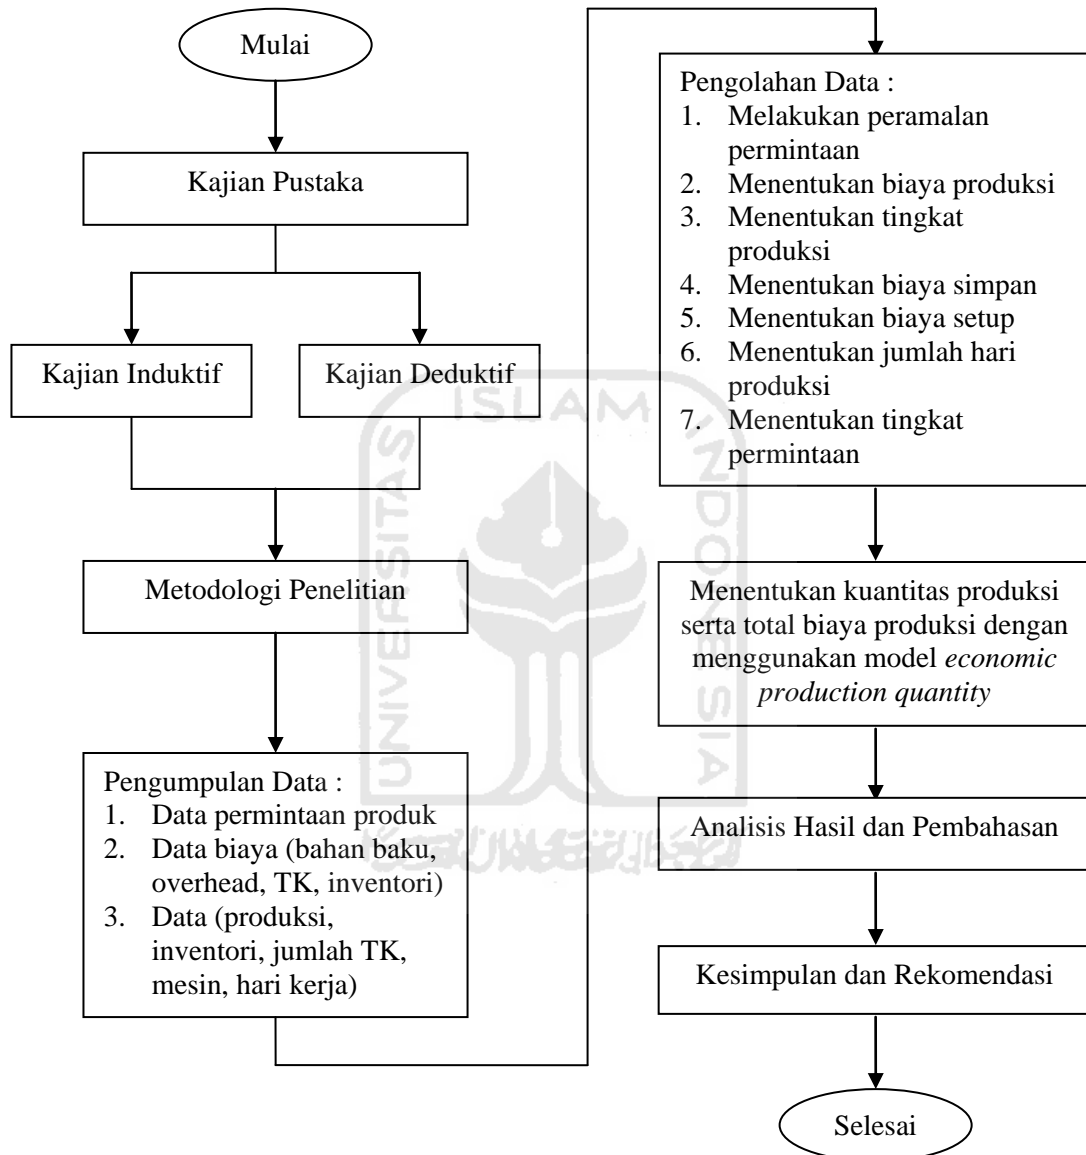 Mulai
Kajian Pustaka
Kajian Induktif
Kajian Deduktif
Metodologi Penelitian
Pengumpulan Data :
1. Data permintaan produk
2. Data biaya (bahan baku,
overhead, TK, inventori)
3. Data (produksi,
inventori, jumlah TK,
mesin, hari kerja)
Pengolahan Data :
1. Melakukan peramalan
permintaan
2. Menentukan biaya produksi
3. Menentukan tingkat
produksi
4. Menentukan biaya simpan
5. Menentukan biaya setup
6. Menentukan jumlah hari
produksi
7. Menentukan tingkat
permintaan
Menentukan kuantitas produksi
serta total biaya produksi dengan
menggunakan model economic
production quantity
Analisis Hasil dan Pembahasan
Kesimpulan dan Rekomendasi
Selesai
UNIVERSITAS
ISLAM
INDONESIA